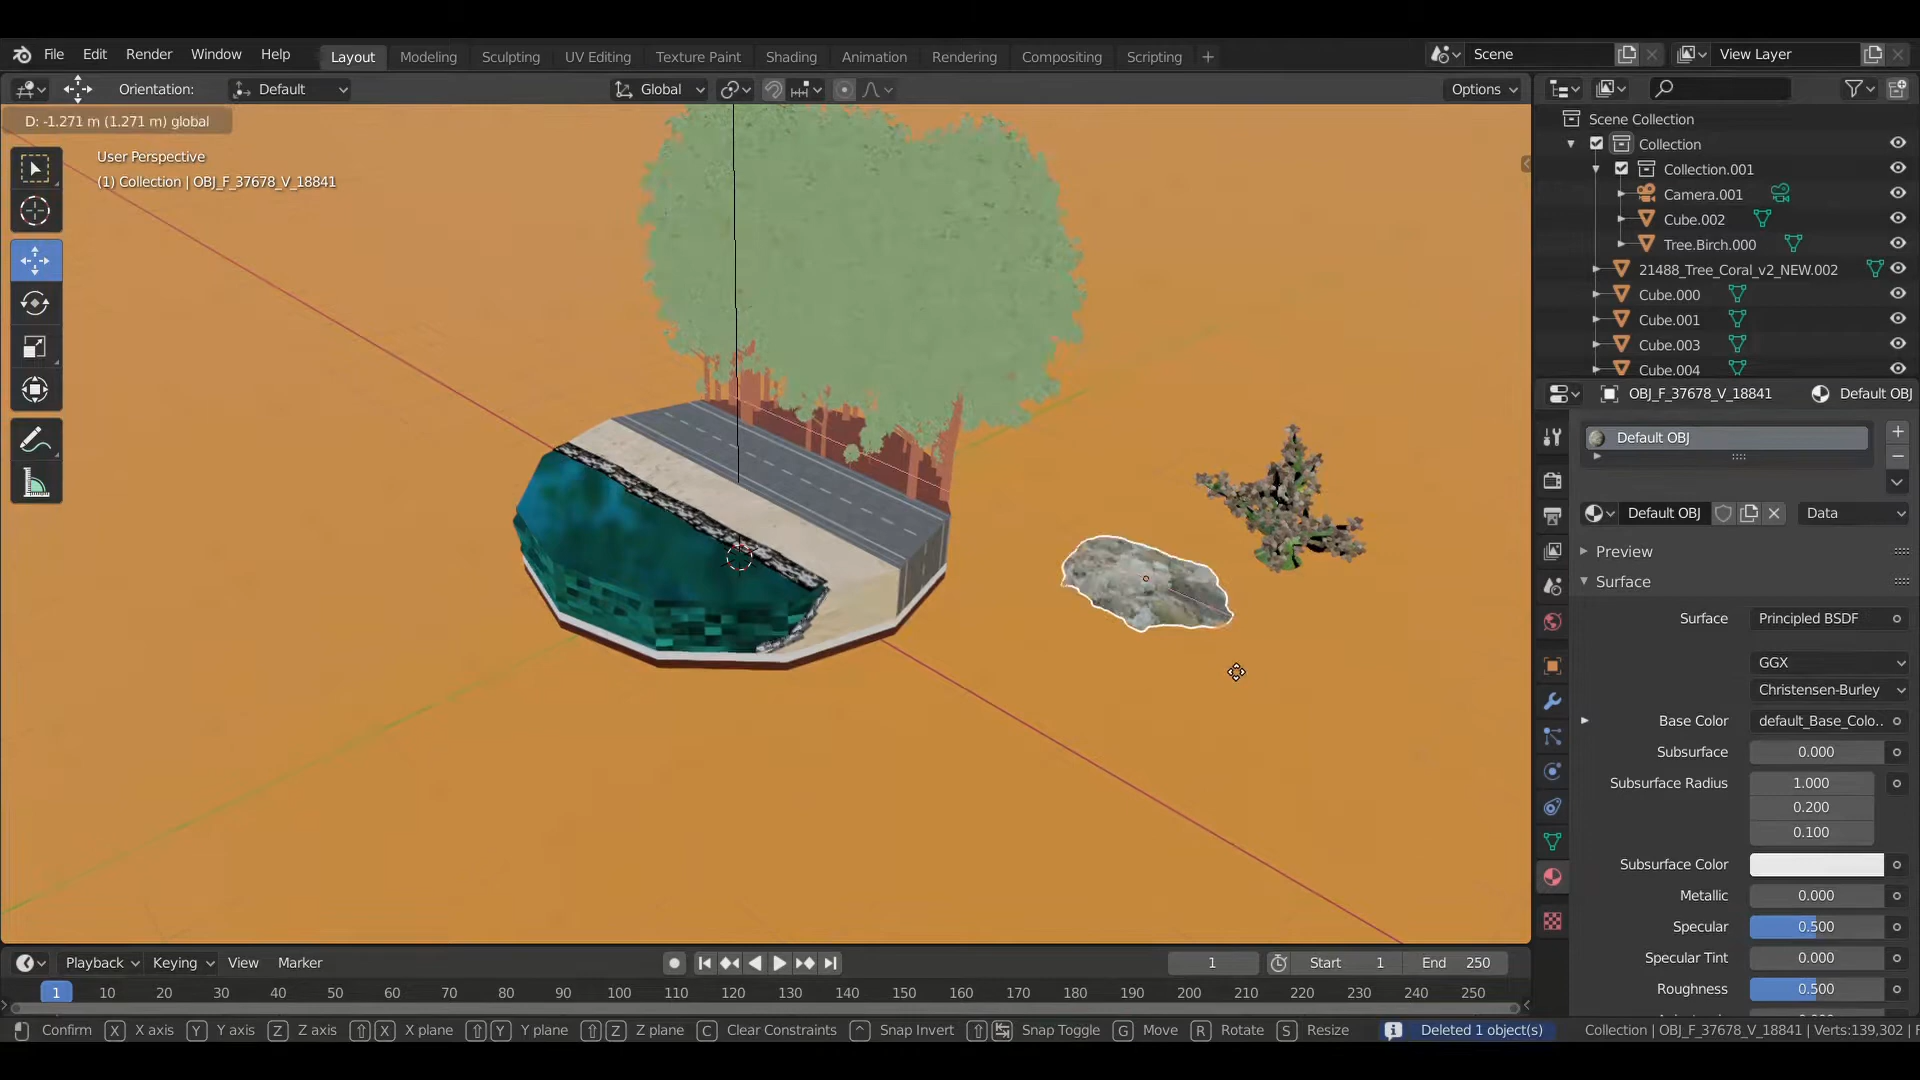 File Edit Render Window Help Layout Modeling Sculpting UV Editing Texture Paint Shading Animation Rendering Compositing Scripting + Scene View Layer
Orientation: Default Global Options
D: -1.271 m (1.271 m) global
User Perspective
(1) Collection | OBJ_F_37678_V_18841
Scene Collection
Collection
Collection.001
Camera.001
Cube.002
Tree.Birch.000
21488_Tree_Coral_v2_NEW.002
Cube.000
Cube.001
Cube.003
Cube.004
OBJ_F_37678_V_18841 Default OBJ
Default OBJ
Default OBJ Data
Preview
Surface
Surface Principled BSDF
GGX
Christensen-Burley
Base Color default_Base_Colo..
Subsurface 0.000
Subsurface Radius 1.000
0.200
0.100
Subsurface Color
Metallic 0.000
Specular 0.500
Specular Tint 0.000
Roughness 0.500
Playback Keying View Marker 1 Start 1 End 250
1 10 20 30 40 50 60 70 80 90 100 110 120 130 140 150 160 170 180 190 200 210 220 230 240 250
Confirm X X axis Y Y axis Z Z axis X X plane Y Y plane Z Z plane C Clear Constraints Snap Invert Snap Toggle G Move R Rotate S Resize Deleted 1 object(s) Collection | OBJ_F_37678_V_18841 | Verts:139,302 | F